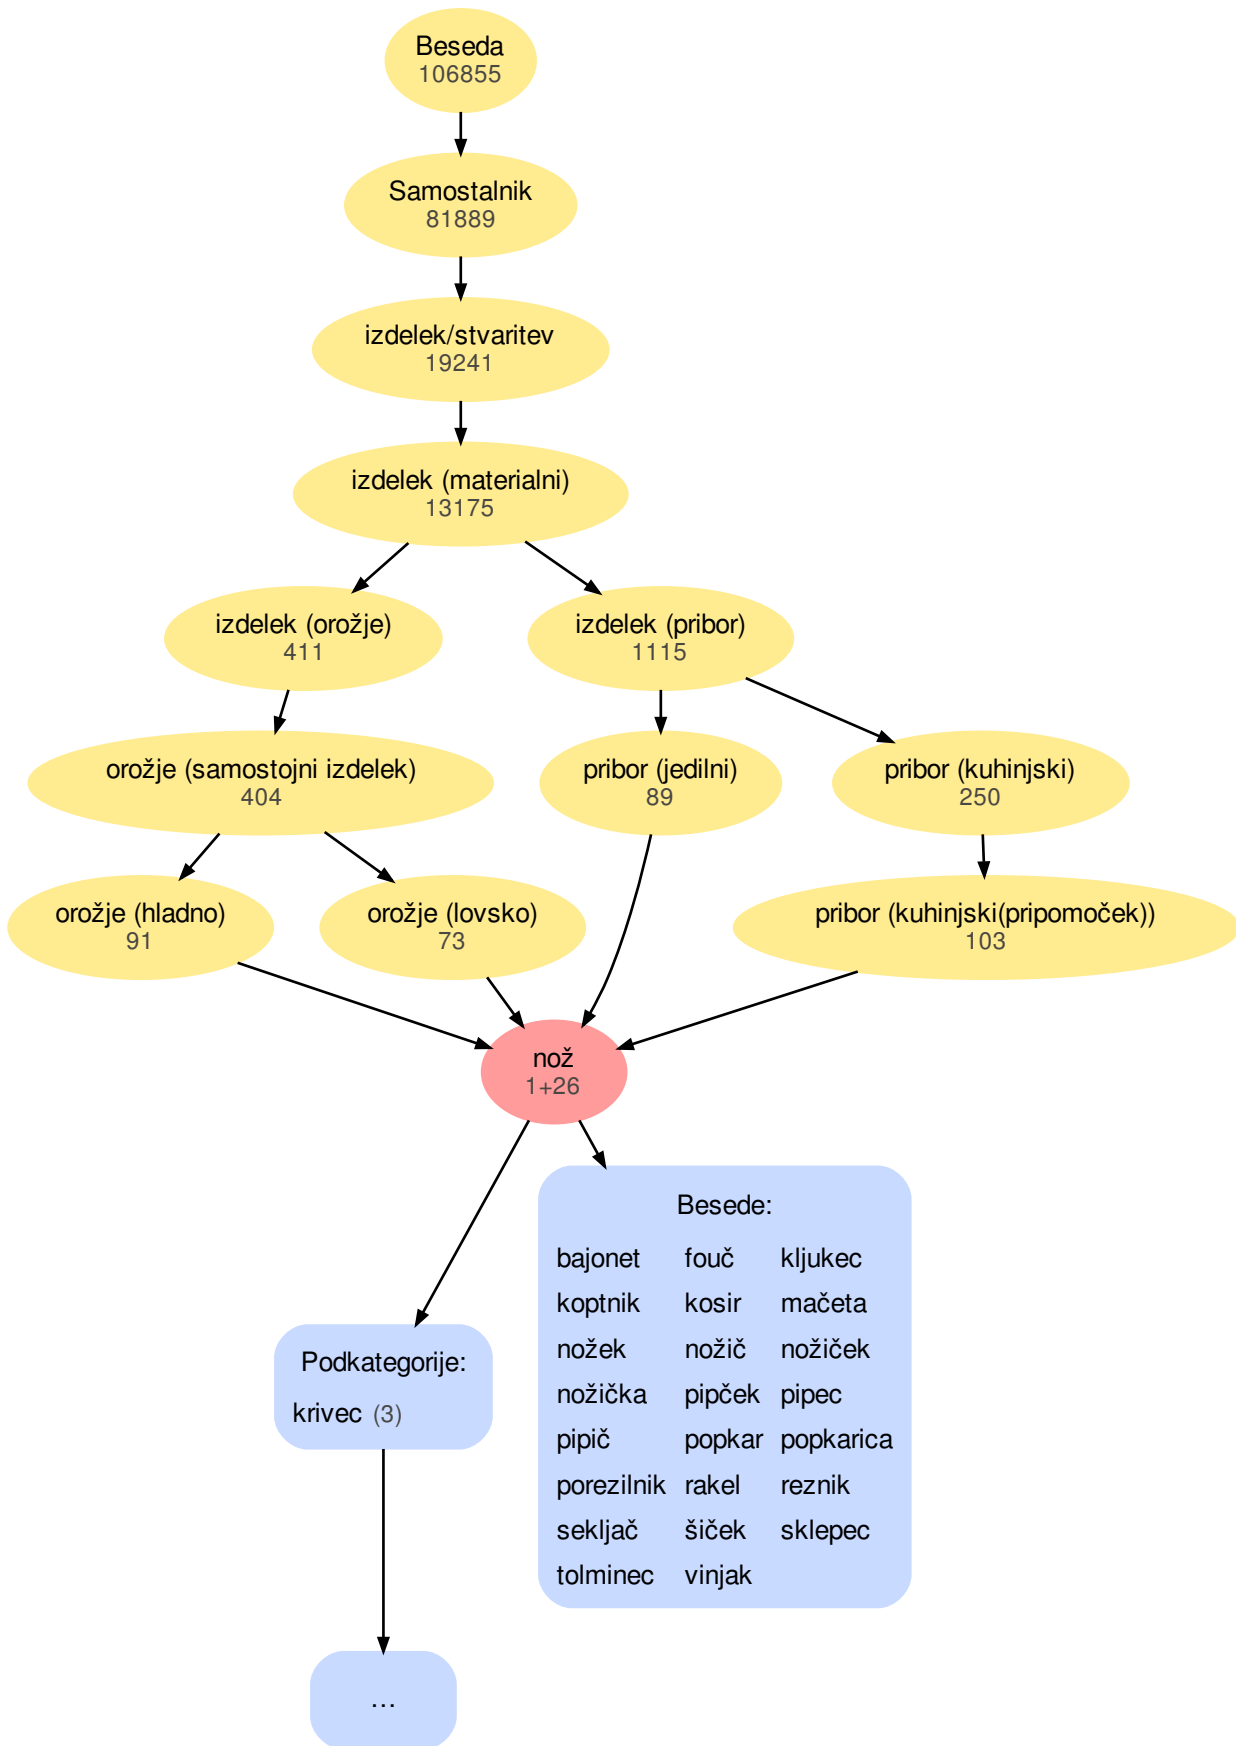 Beseda
106855
Samostalnik
81889
izdelek/stvaritev
19241
izdelek (materialni)
13175
izdelek (orožje)
411
izdelek (pribor)
1115
orožje (samostojni izdelek)
404
pribor (jedilni)
89
pribor (kuhinjski)
250
orožje (hladno)
91
orožje (lovsko)
73
pribor (kuhinjski(pripomoček))
103
nož
1+26
Besede:
bajonet fouč kljukec
koptnik kosir mačeta
nožek nožič nožiček
nožička pipček pipec
pipič popkar popkarica
porezilnik rakel reznik
sekljač šiček sklepec
tolminec vinjak
Podkategorije:
krivec (3)
...